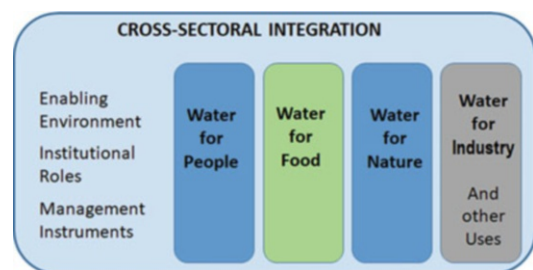 CROSS-SECTORAL INTEGRATION
Enabling
Environment
Institutional
Roles
Management
Instruments
Water
for
People
Water
for
Food
Water
for
Nature
Water
for
Industry
And
other
Uses